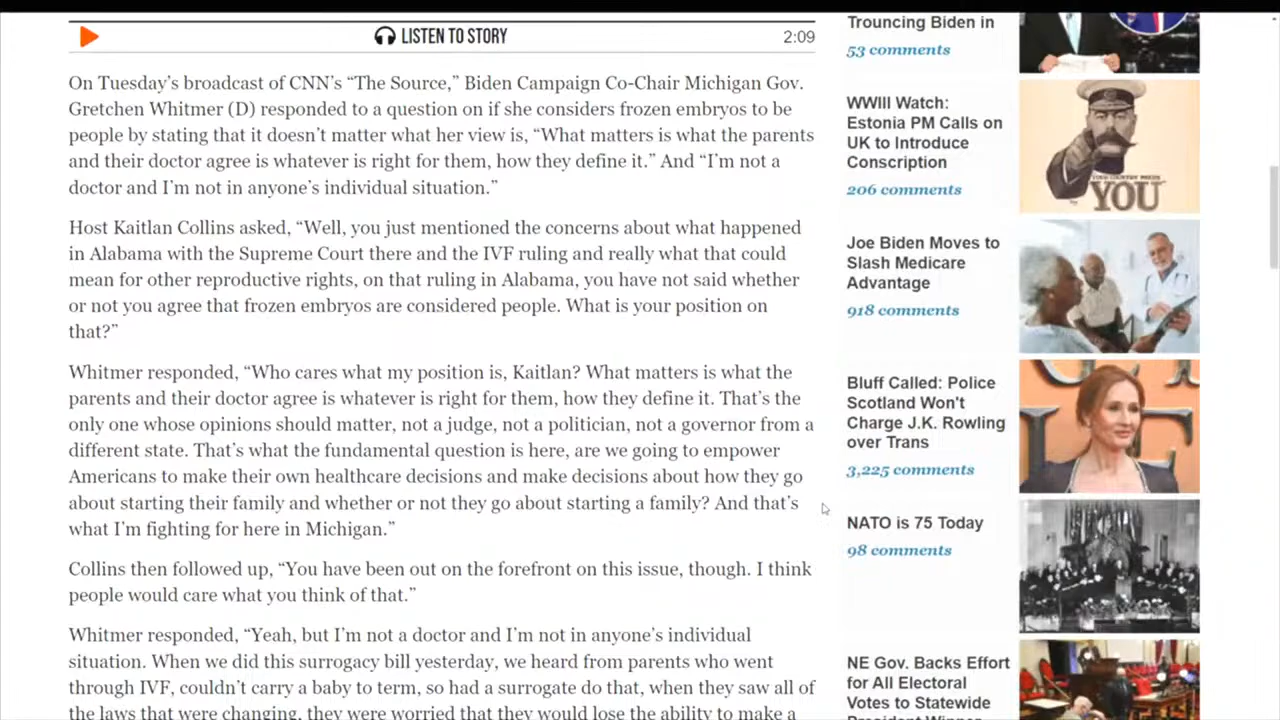 LISTEN TO STORY
2:09
On Tuesday’s broadcast of CNN’s “The Source,” Biden Campaign Co-Chair Michigan Gov.
Gretchen Whitmer (D) responded to a question on if she considers frozen embryos to be
people by stating that it doesn’t matter what her view is, “What matters is what the parents
and their doctor agree is whatever is right for them, how they define it.” And “I’m not a
doctor and I’m not in anyone’s individual situation.”
Host Kaitlan Collins asked, “Well, you just mentioned the concerns about what happened
in Alabama with the Supreme Court there and the IVF ruling and really what that could
mean for other reproductive rights, on that ruling in Alabama, you have not said whether
or not you agree that frozen embryos are considered people. What is your position on
that?”
Whitmer responded, “Who cares what my position is, Kaitlan? What matters is what the
parents and their doctor agree is whatever is right for them, how they define it. That’s the
only one whose opinions should matter, not a judge, not a politician, not a governor from a
different state. That’s what the fundamental question is here, are we going to empower
Americans to make their own healthcare decisions and make decisions about how they go
about starting their family and whether or not they go about starting a family? And that’s
what I’m fighting for here in Michigan.”
Collins then followed up, “You have been out on the forefront on this issue, though. I think
people would care what you think of that.”
Whitmer responded, “Yeah, but I’m not a doctor and I’m not in anyone’s individual
situation. When we did this surrogacy bill yesterday, we heard from parents who went
through IVF, couldn’t carry a baby to term, so had a surrogate do that, when they saw all of
the laws that were changing, they were worried that they would lose the ability to make a
Trouncing Biden in
53 comments
WWIII Watch:
Estonia PM Calls on
UK to Introduce
Conscription
206 comments
YOU
Joe Biden Moves to
Slash Medicare
Advantage
918 comments
Bluff Called: Police
Scotland Won't
Charge J.K. Rowling
over Trans
3,225 comments
NATO is 75 Today
98 comments
NE Gov. Backs Effort
for All Electoral
Votes to Statewide
President Winner